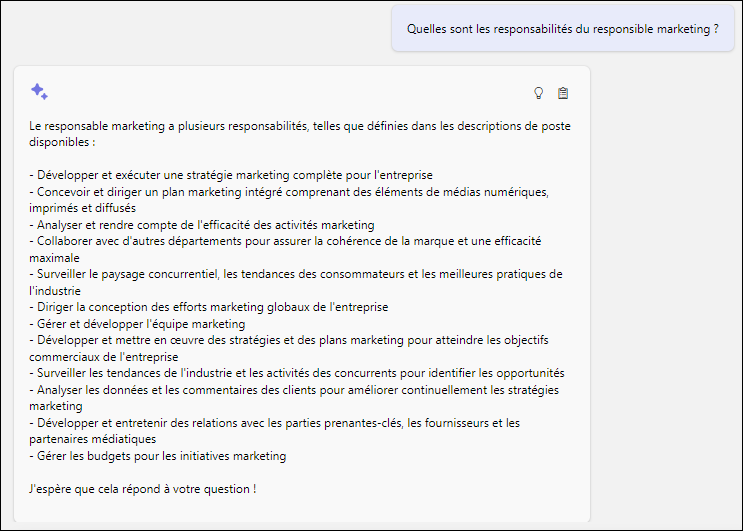 Quelles sont les responsabilités du responsible marketing ?
Le responsable marketing a plusieurs responsabilités, telles que définies dans les descriptions de poste
disponibles :
- Développer et exécuter une stratégie marketing complète pour l'entreprise
- Concevoir et diriger un plan marketing intégré comprenant des éléments de médias numériques,
imprimés et diffusés
- Analyser et rendre compte de l'efficacité des activités marketing
- Collaborer avec d'autres départements pour assurer la cohérence de la marque et une efficacité
maximale
- Surveiller le paysage concurrentiel, les tendances des consommateurs et les meilleures pratiques de
l'industrie
- Diriger la conception des efforts marketing globaux de l'entreprise
- Gérer et développer l'équipe marketing
- Développer et mettre en œuvre des stratégies et des plans marketing pour atteindre les objectifs
commerciaux de l'entreprise
- Surveiller les tendances de l'industrie et les activités des concurrents pour identifier les opportunités
- Analyser les données et les commentaires des clients pour améliorer continuellement les stratégies
marketing
- Développer et entretenir des relations avec les parties prenantes-clés, les fournisseurs et les
partenaires médiatiques
- Gérer les budgets pour les initiatives marketing
J'espère que cela répond à votre question !